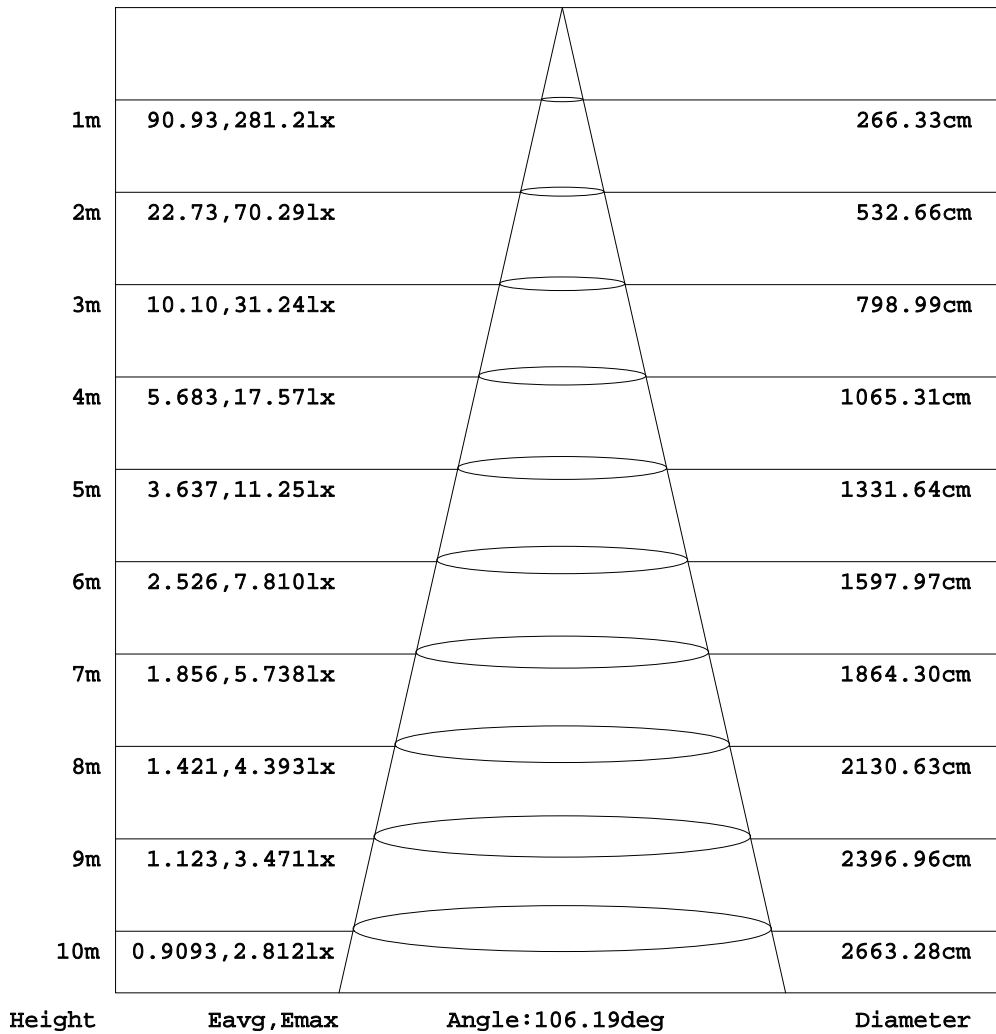 1m 90.93,281.2lx 266.33cm
2m 22.73,70.29lx 532.66cm
3m 10.10,31.24lx 798.99cm
4m 5.683,17.57lx 1065.31cm
5m 3.637,11.25lx 1331.64cm
6m 2.526,7.810lx 1597.97cm
7m 1.856,5.738lx 1864.30cm
8m 1.421,4.393lx 2130.63cm
9m 1.123,3.471lx 2396.96cm
10m 0.9093,2.812lx 2663.28cm
Height Eavg,Emax Angle:106.19deg Diameter